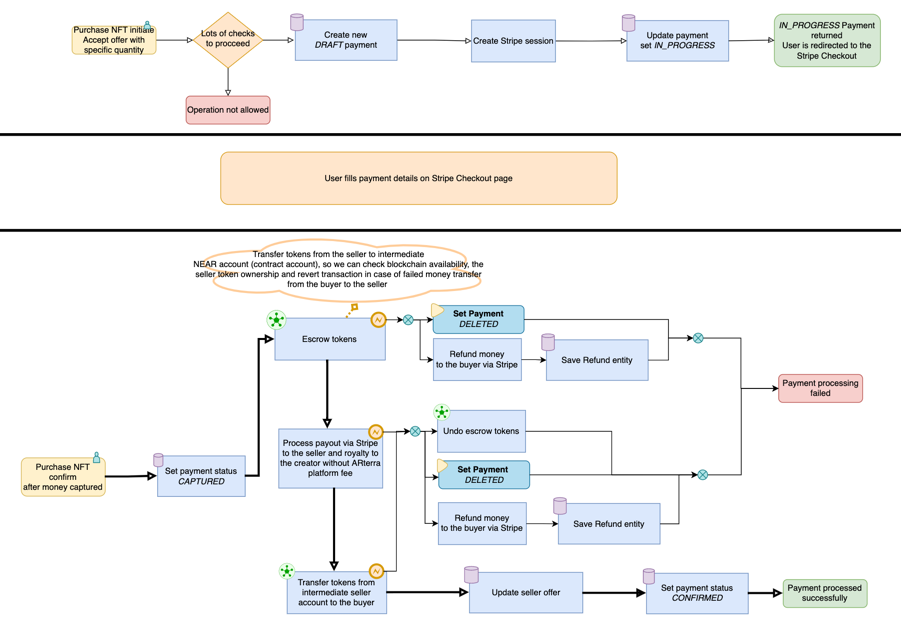 Purchase NFT initiate
Accept offer with
specific quantity
Lots of checks
to procceed
Create new
DRAFT payment
Create Stripe session
Update payment
set IN_PROGRESS
IN_PROGRESS Payment
returned
User is redirected to the
Stripe Checkout
Operation not allowed
User fills payment details on Stripe Checkout page
Transfer tokens from the seller to intermediate
NEAR account (contract account), so we can check blockchain availability, the
seller token ownership and revert transaction in case of failed money transfer
from the buyer to the seller
Escrow tokens
Set Payment
DELETED
Refund money
to the buyer via Stripe
Save Refund entity
Payment processing
failed
Process payout via Stripe
to the seller and royalty to
the creator without ARterra
platform fee
Undo escrow tokens
Set Payment
DELETED
Refund money
to the buyer via Stripe
Save Refund entity
Purchase NFT
confirm
after money captured
Set payment status
CAPTURED
Transfer tokens from
intermediate seller
account to the buyer
Update seller offer
Set payment status
CONFIRMED
Payment processed
successfully